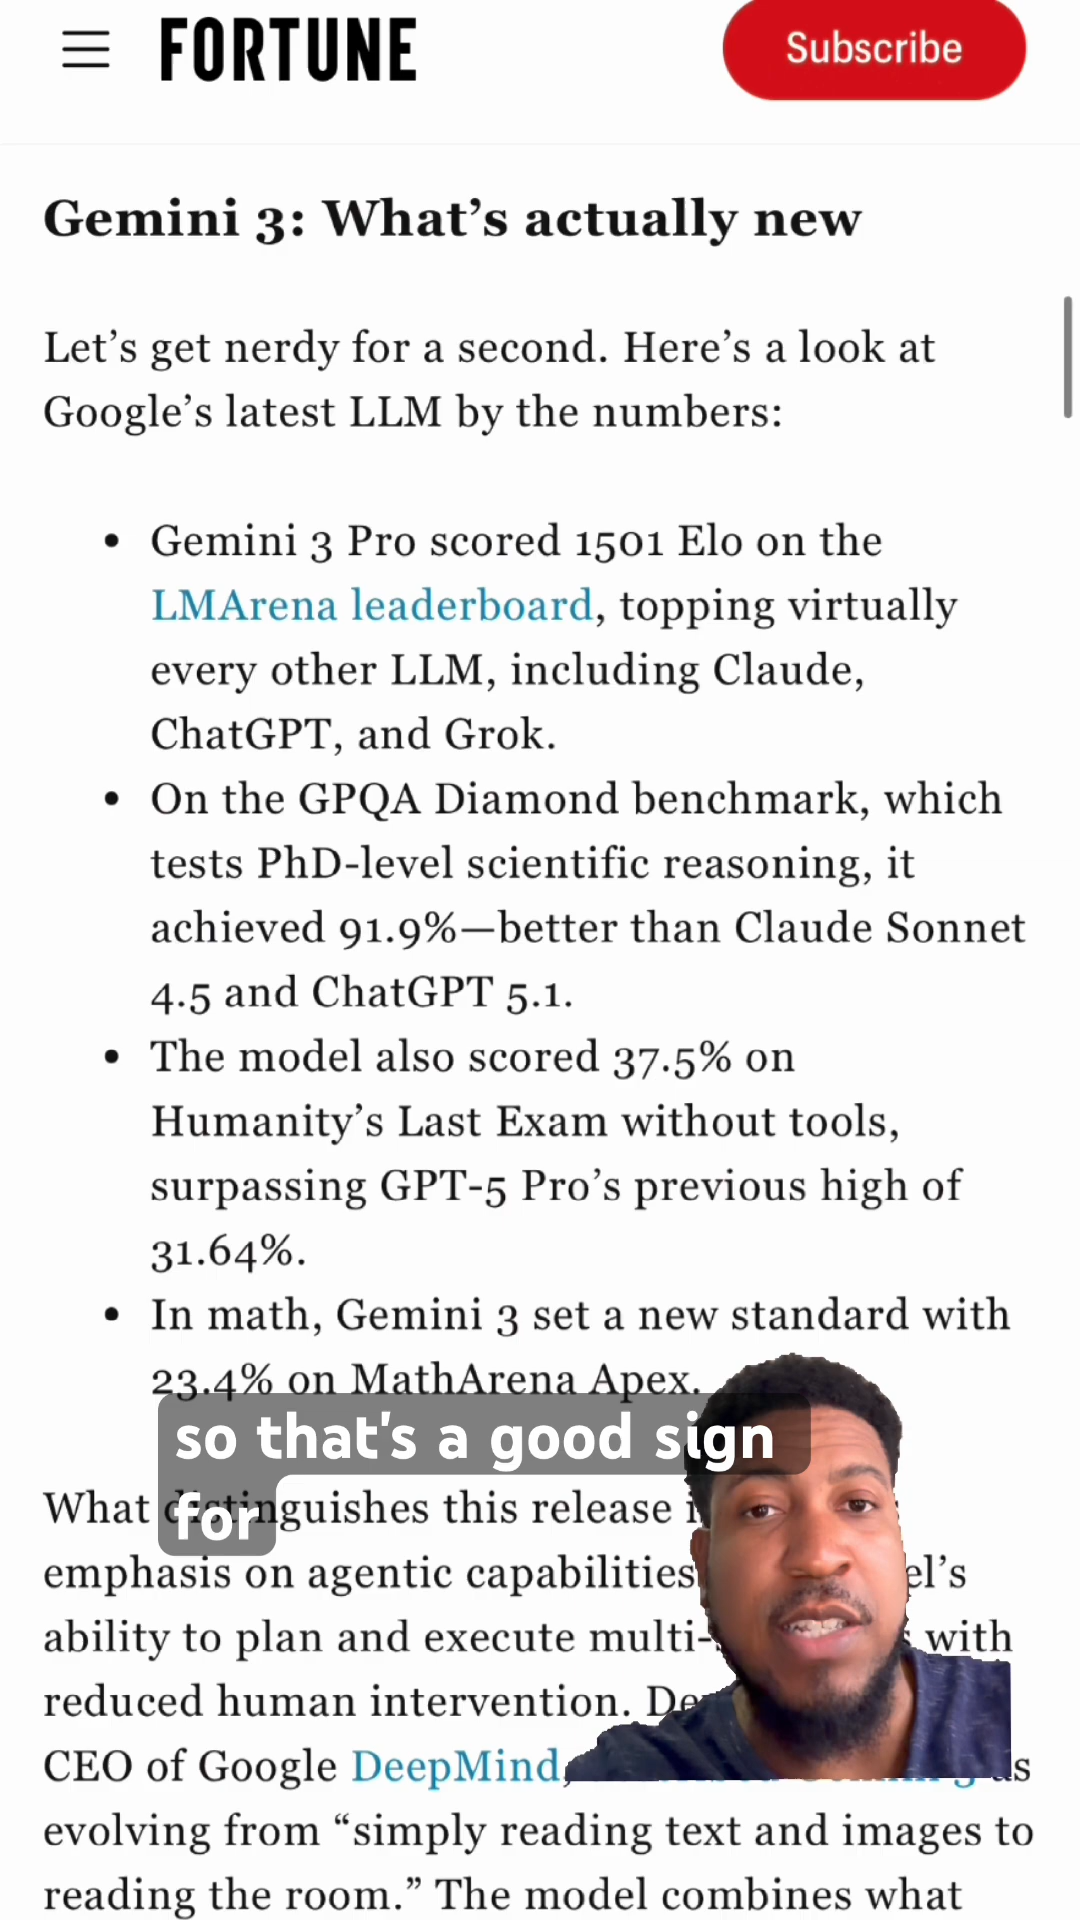 FORTUNE
Subscribe
Gemini 3: What's actually new
Let's get nerdy for a second. Here's a look at
Google's latest LLM by the numbers:
• Gemini 3 Pro scored 1501 Elo on the
LMArena leaderboard, topping virtually
every other LLM, including Claude,
ChatGPT, and Grok.
• On the GPQA Diamond benchmark, which
tests PhD-level scientific reasoning, it
achieved 91.9%—better than Claude Sonnet
4.5 and ChatGPT 5.1.
• The model also scored 37.5% on
Humanity's Last Exam without tools,
surpassing GPT-5 Pro's previous high of
31.64%.
• In math, Gemini 3 set a new standard with
23.4% on MathArena Apex.
so that's a good sign
for
What distinguishes this release
emphasis on agentic capabilities
ability to plan and execute multi- with
reduced human intervention.
CEO of Google DeepMind,
evolving from “simply reading text and images to
reading the room.” The model combines what